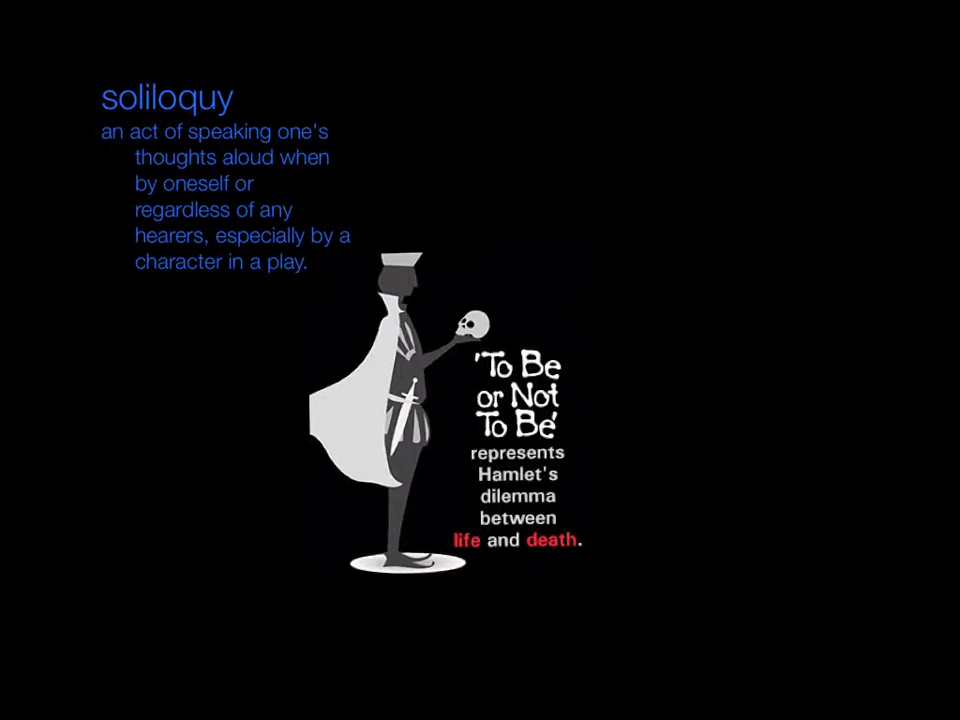 soliloquy
an act of speaking one's
thoughts aloud when
by oneself or
regardless of any
hearers, especially by a
character in a play.
'To Be
or Not
To Be'
represents
Hamlet's
dilemma
between
life and death.